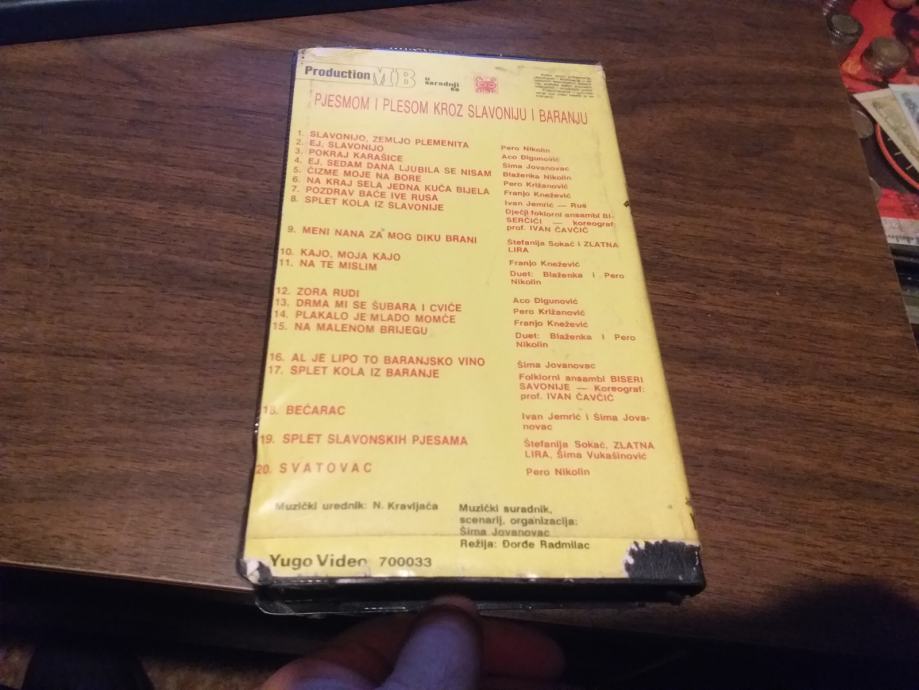 Production MB u saradnji sa
PJESMOM I PLESOM KROZ SLAVONIJU I BARANJU
1. SLAVONIJO, ZEMLJO PLEMENITA
2. EJ, SLAVONIJO
3. POKRAJ KARAŠICE
4. EJ, SEDAM DANA LJUBILA SE NISAM
5. ČIZME MOJE NA BORE
6. NA KRAJ SELA JEDNA KUĆA BIJELA
7. POZDRAV BAĆE IVE RUSA
8. SPLET KOLA IZ SLAVONIJE
9. MENI NANA ZA MOG DIKU BRANI
10. KAJO, MOJA KAJO
11. NA TE MISLIM
12. ZORA RUDI
13. DRMA MI SE ŠUBARA I CVIĆE
14. PLAKALO JE MLADO MOMČE
15. NA MALENOM BRIJEGU
16. AL JE LIPO TO BARANJSKO VINO
17. SPLET KOLA IZ BARANJE
18. BEĆARAC
19. SPLET SLAVONSKIH PJESAMA
20. SVATOVAC
Pero Nikolin
Aco Digunović
Šima Jovanovac
Blaženka Nikolin
Pero Križanović
Franjo Knežević
Ivan Jemrić — Rus
Dječji folorni ansambl BI-
SERČIĆI — koreograf:
prof. IVAN ČAVČIĆ
Štefanija Sokać i ZLATNA
LIRA
Franjo Knežević
Duet: Blaženka i Pero
Nikolin
Aco Digunović
Pero Križanović
Franjo Knežević
Duet: Blaženka i Pero
Nikolin
Šima Jovanovac
Folklorni ansambl BISERI
SAVONIJE — Koreograf:
prof. IVAN ČAVČIĆ
Ivan Jemrić i Šima Jova-
novac
Štefanija Sokać, ZLATNA
LIRA, Šima Vukašinović
Pero Nikolin
Muzički urednik: N. Kravljača
Muzički suradnik,
scenarij, organizacija:
Šima Jovanovac
Režija: Đorđe Radmilac
Yugo Video 700033